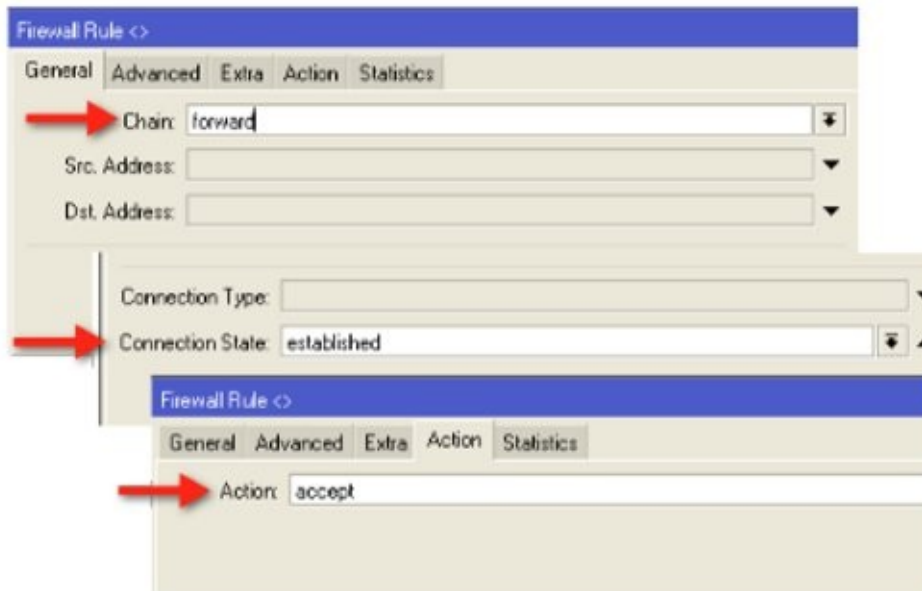 Firewall Rule <>
General Advanced Extra Action Statistics
Chain: forward
Src. Address:
Dst. Address:
Connection Type:
Connection State: established
Firewall Rule <>
General Advanced Extra Action Statistics
Action: accept